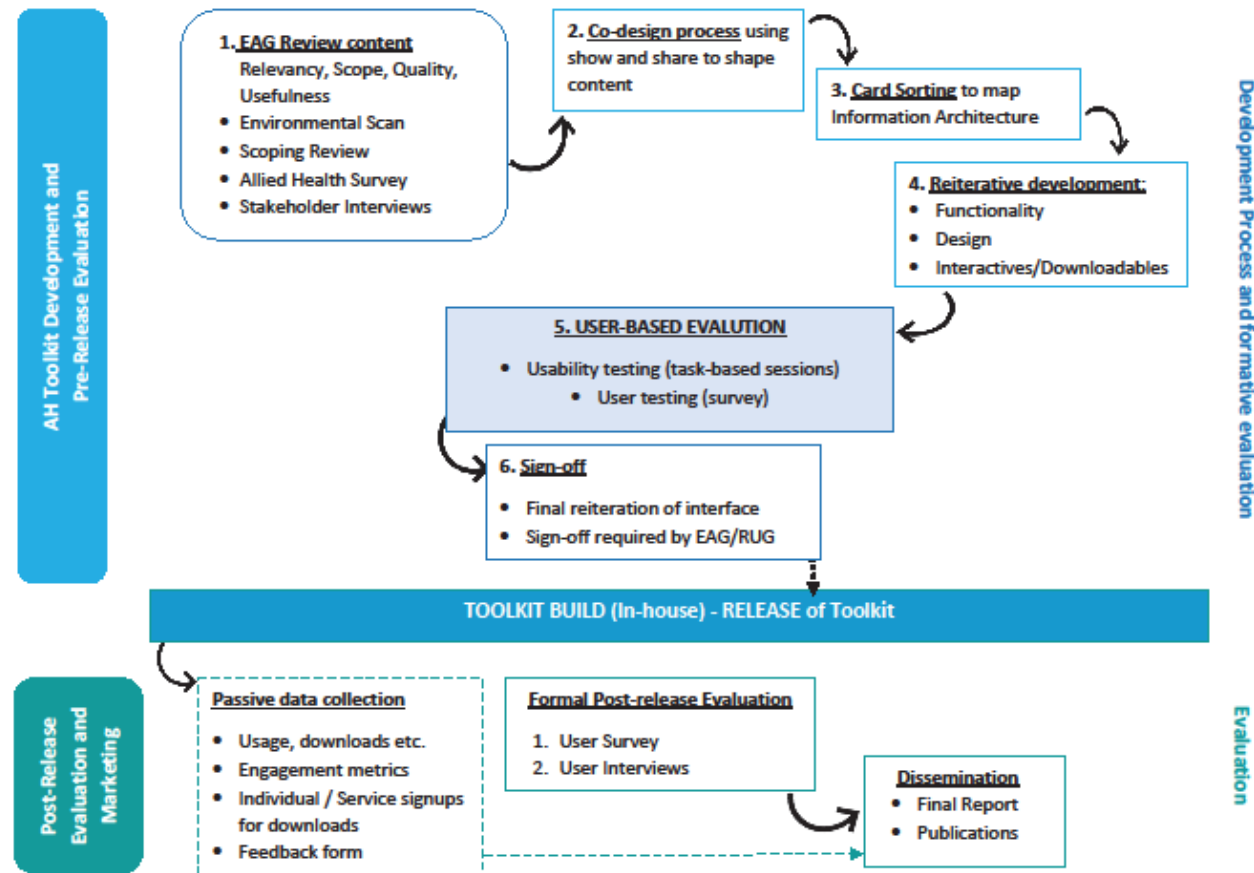 AH Toolkit Development and
Pre-Release Evaluation
1. EAG Review content
Relevancy, Scope, Quality,
Usefulness
• Environmental Scan
• Scoping Review
• Allied Health Survey
• Stakeholder Interviews
2. Co-design process using
show and share to shape
content
3. Card Sorting to map
Information Architecture
4. Reiterative development:
• Functionality
• Design
• Interactives/Downloadables
5. USER-BASED EVALUTION
• Usability testing (task-based sessions)
• User testing (survey)
6. Sign-off
• Final reiteration of interface
• Sign-off required by EAG/RUG
Development Process and formative evaluation
TOOLKIT BUILD (In-house) - RELEASE of Toolkit
Post-Release
Evaluation and
Marketing
Passive data collection
• Usage, downloads etc.
• Engagement metrics
• Individual / Service signups
for downloads
• Feedback form
Formal Post-release Evaluation
1. User Survey
2. User Interviews
Dissemination
• Final Report
• Publications
Evaluation